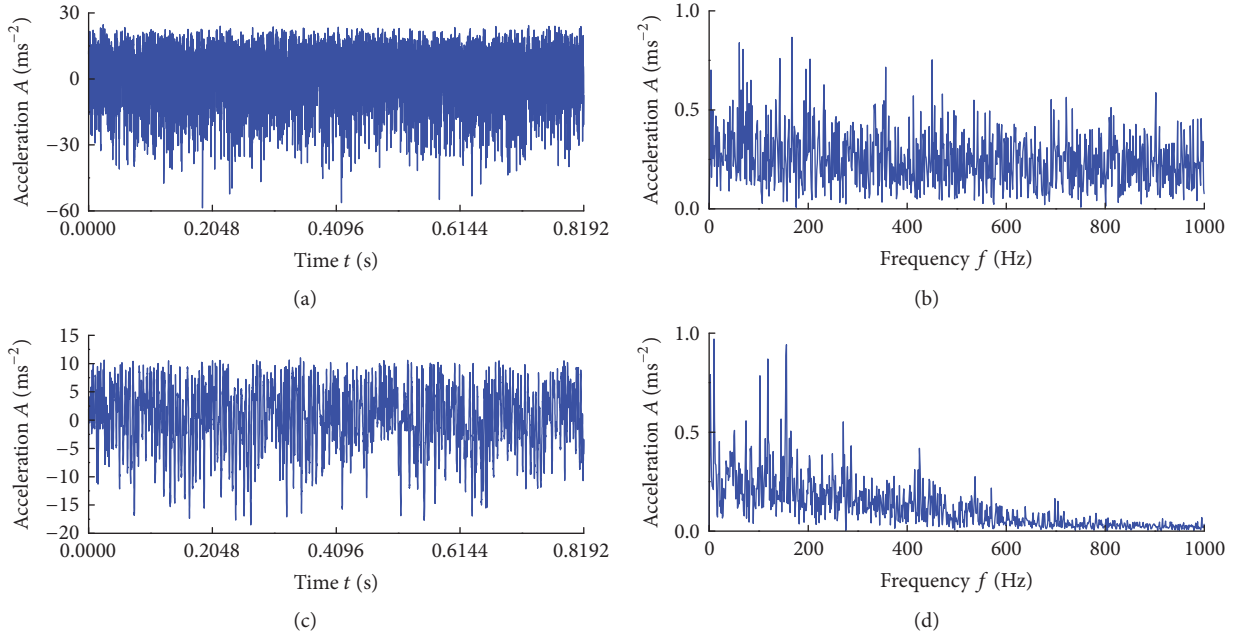 30
0
−30
−60
Acceleration A (ms−2)
0.0000 0.2048 0.4096 0.6144 0.8192
Time t (s)
(a)
1.0
0.5
0.0
Acceleration A (ms−2)
0 200 400 600 800 1000
Frequency f (Hz)
(b)
15
10
5
0
−5
−10
−15
−20
Acceleration A (ms−2)
0.0000 0.2048 0.4096 0.6144 0.8192
Time t (s)
(c)
1.0
0.5
0.0
Acceleration A (ms−2)
0 200 400 600 800 1000
Frequency f (Hz)
(d)